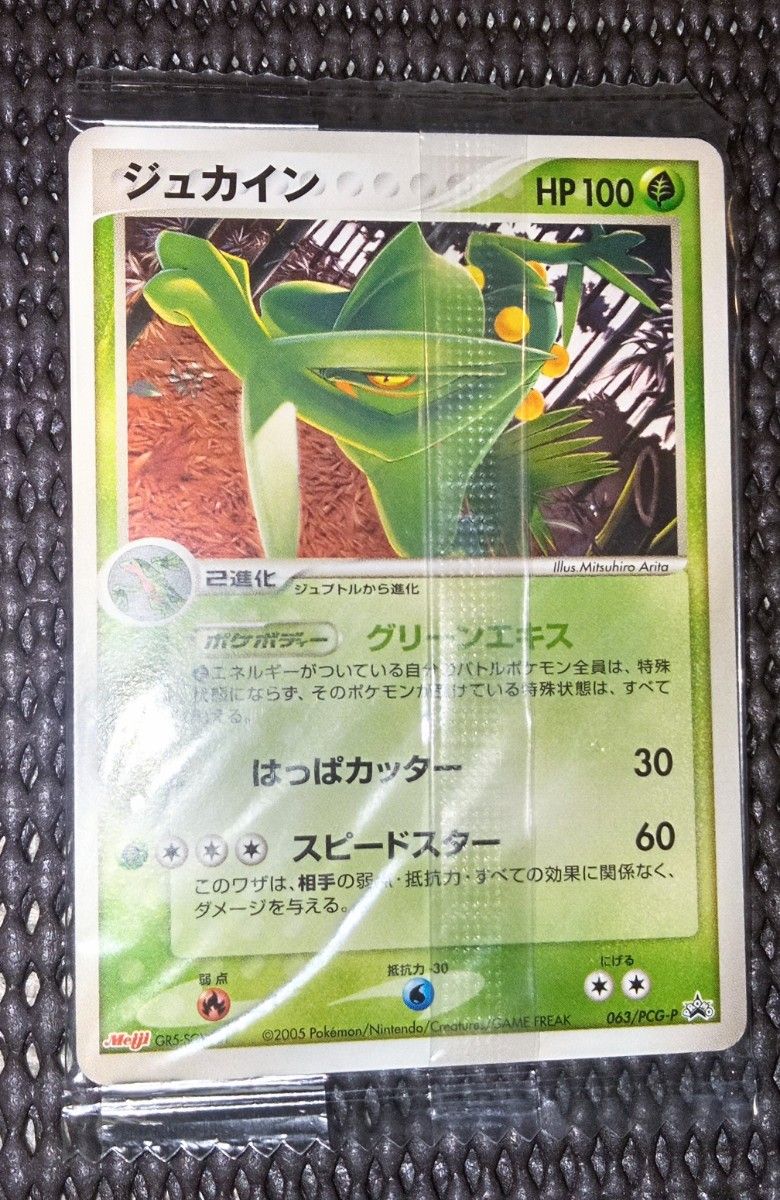 ジュカイン
HP 100
Illus. Mitsuhiro Arita
2進化
ジュプトルから進化
ポケボディー
グリーンエキス
エネルギーがついている自分のバトルポケモン全員は、特殊
状態にならず、そのポケモンが受けている特殊状態は、すべて
消える。
はっぱカッター 30
スピードスター 60
このワザは、相手の弱点・抵抗力・すべての効果に関係なく、
ダメージを与える。
弱点
抵抗力 -30
にげる
Meiji
©2005 Pokémon/Nintendo/Creatures/GAME FREAK
063/PCG-P